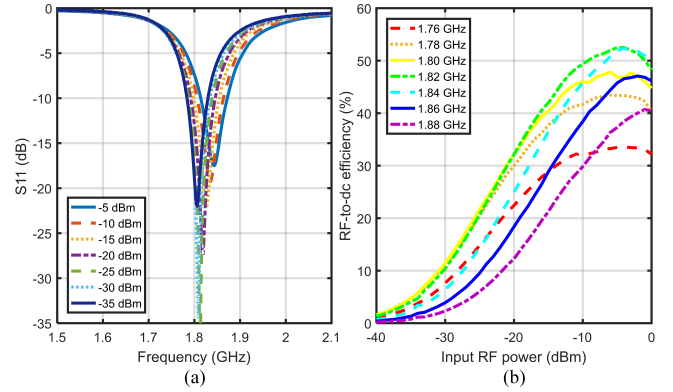 0
-5
-10
-15
-20
-25
-30
-35
S11 (dB)
1.5
1.6
1.7
1.8
1.9
2
2.1
Frequency (GHz)
-5 dBm
-10 dBm
-15 dBm
-20 dBm
-25 dBm
-30 dBm
-35 dBm
(a)
60
50
40
30
20
10
0
RF-to-dc efficiency (%)
-40
-30
-20
-10
0
Input RF power (dBm)
1.76 GHz
1.78 GHz
1.80 GHz
1.82 GHz
1.84 GHz
1.86 GHz
1.88 GHz
(b)